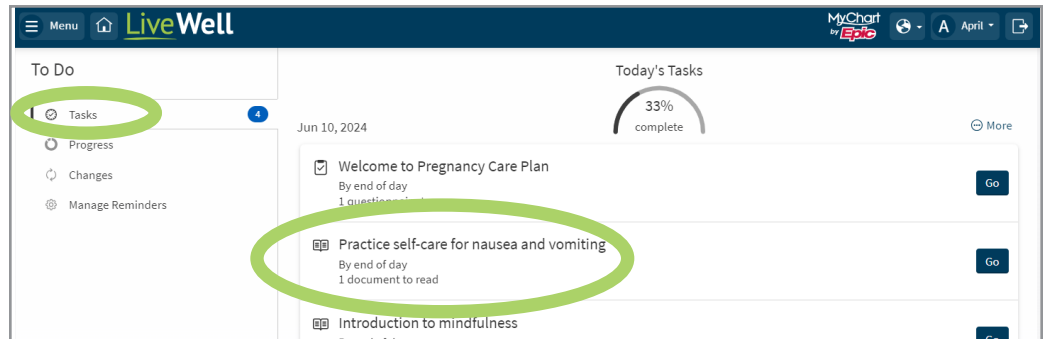 Menu
LiveWell
MyChart
by Epic
A
April
To Do
Tasks
4
Progress
Changes
Manage Reminders
Today's Tasks
33%
complete
Jun 10, 2024
More
Welcome to Pregnancy Care Plan
By end of day
1
Go
Practice self-care for nausea and vomiting
By end of day
1 document to read
Go
Introduction to mindfulness
Go